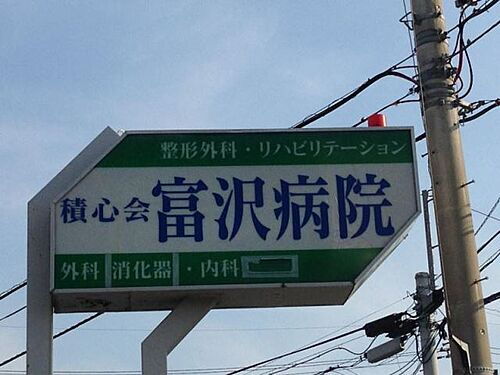 整形外科・リハビリテーション
積心会 富沢病院
外科 消化器・内科